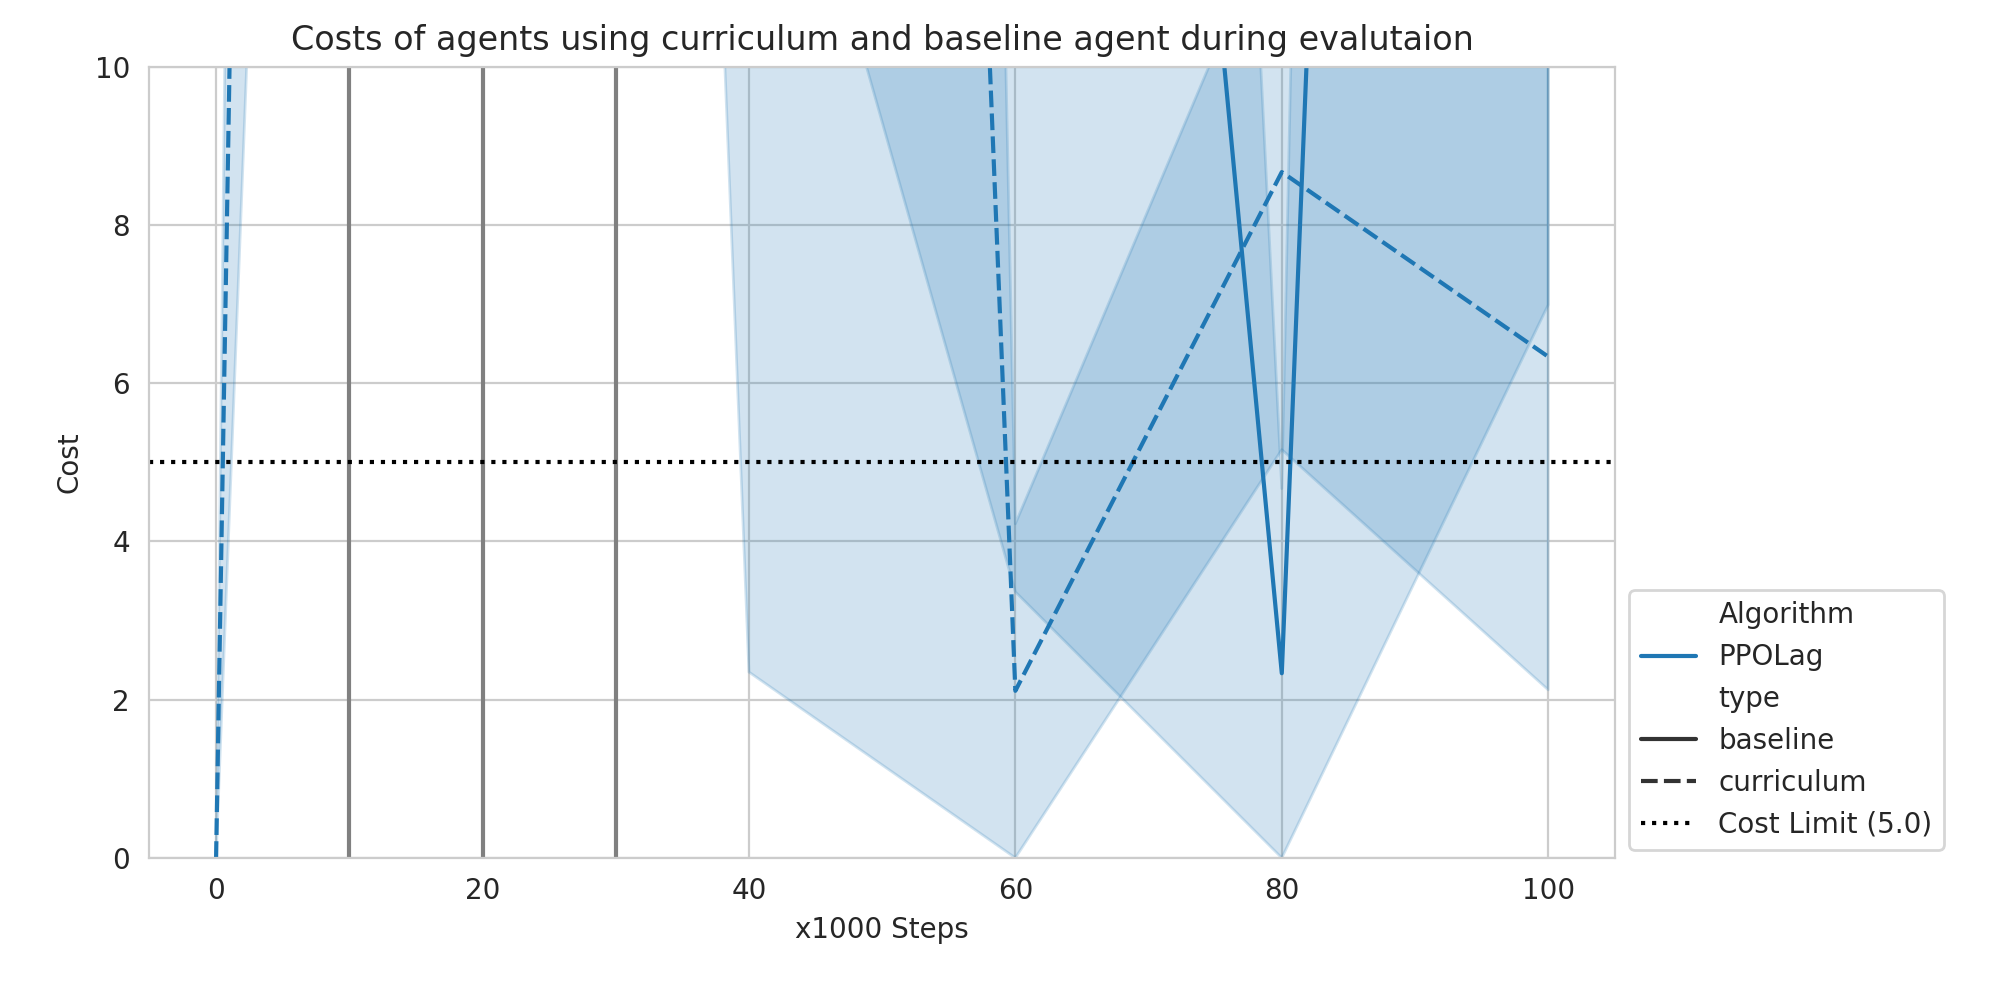 Costs of agents using curriculum and baseline agent during evalutaion
10
8
6
4
2
0
Cost
0 20 40 60 80 100
x1000 Steps
Algorithm
PPOLag
type
baseline
curriculum
Cost Limit (5.0)